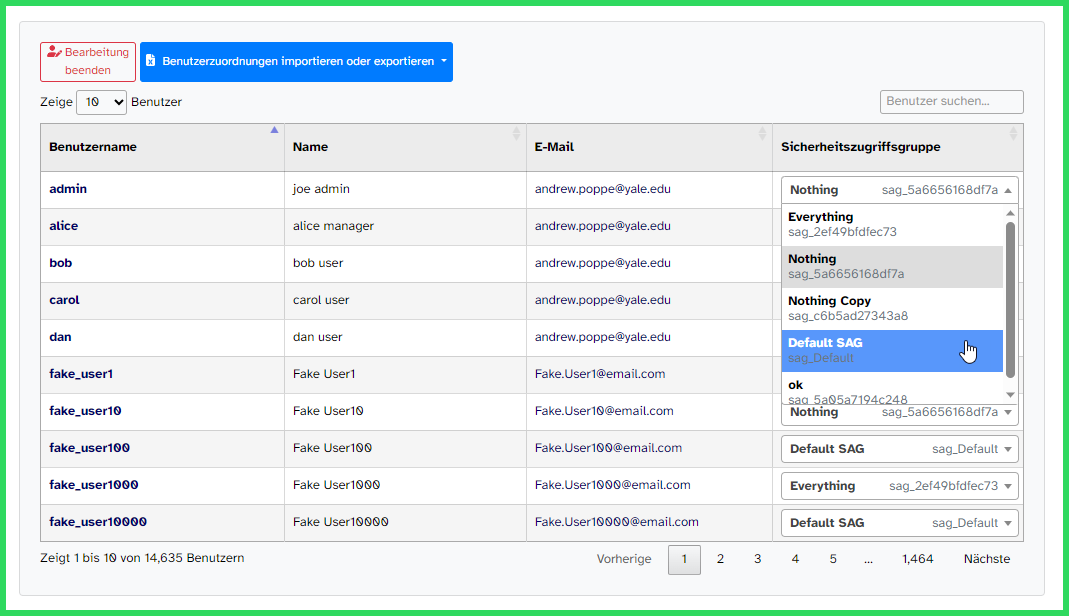 Bearbeitung
beenden
Benutzerzuordnungen importieren oder exportieren
Zeige 10 Benutzer
Benutzer suchen...
Benutzername Name E-Mail Sicherheitszugriffsgruppe
admin joe admin andrew.poppe@yale.edu Nothing sag_5a6656168df7a
alice alice manager andrew.poppe@yale.edu
Everything
sag_2ef49bfdfec73
bob bob user andrew.poppe@yale.edu
Nothing
sag_5a6656168df7a
carol carol user andrew.poppe@yale.edu
Nothing Copy
sag_c6b5ad27343a8
dan dan user andrew.poppe@yale.edu
Default SAG
sag_Default
fake_user1 Fake User1 Fake.User1@email.com
ok
sag_5a05a7194c248
fake_user10 Fake User10 Fake.User10@email.com Nothing sag_5a6656168df7a
fake_user100 Fake User100 Fake.User100@email.com Default SAG sag_Default
fake_user1000 Fake User1000 Fake.User1000@email.com Everything sag_2ef49bfdfec73
fake_user10000 Fake User10000 Fake.User10000@email.com Default SAG sag_Default
Zeigt 1 bis 10 von 14,635 Benutzern
Vorherige 1 2 3 4 5 ... 1,464 Nächste